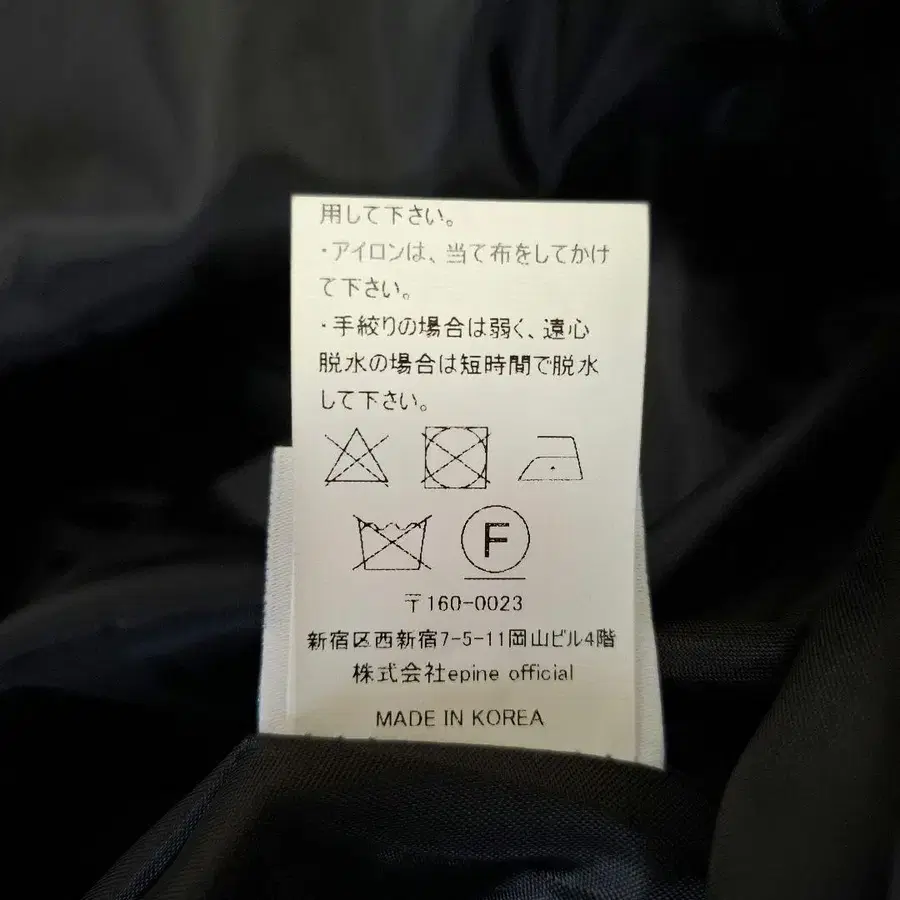 用して下さい。
・アイロンは、当て布をしてかけ
て下さい。
・手絞りの場合は弱く、遠心
脱水の場合は短時間で脱水
して下さい。
F
〒160-0023
新宿区西新宿7-5-11岡山ビル4階
株式会社epine official
MADE IN KOREA